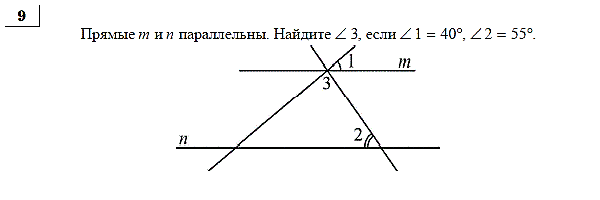 9
Прямые m и n параллельны. Найдите ∠ 3, если ∠ 1 = 40°, ∠ 2 = 55°.
1
m
3
2
n